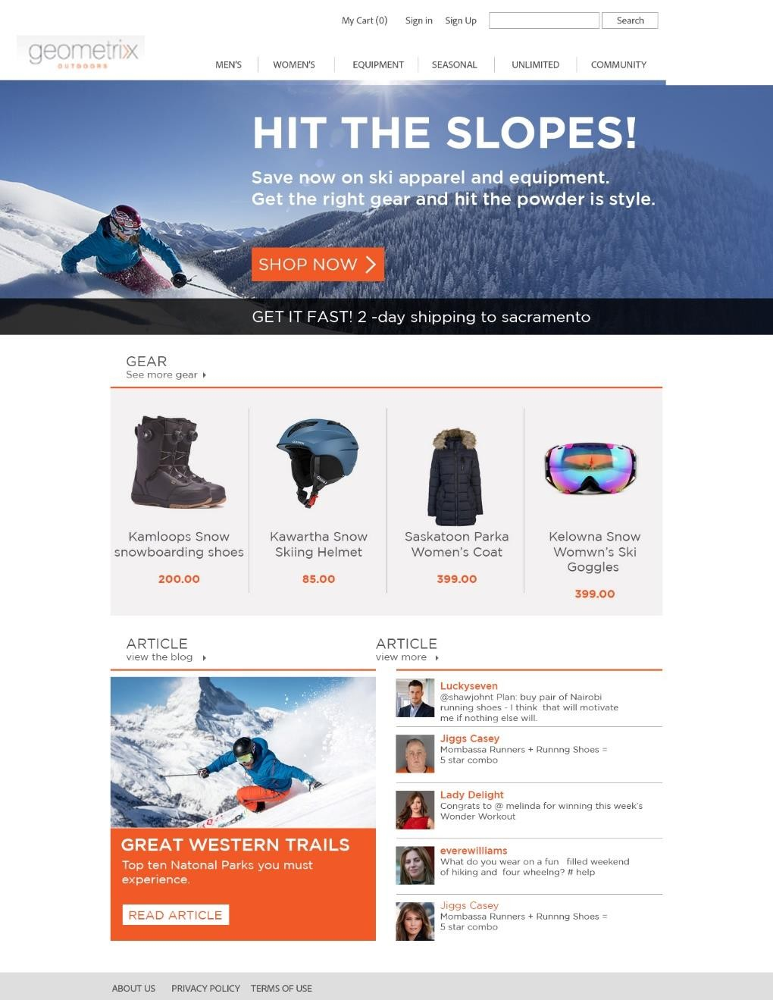 My Cart (0) Sign in Sign Up Search
geometrixx
OUTDOORS
MEN'S WOMEN'S EQUIPMENT SEASONAL UNLIMITED COMMUNITY
HIT THE SLOPES!
Save now on ski apparel and equipment.
Get the right gear and hit the powder is style.
SHOP NOW
GET IT FAST! 2 -day shipping to sacramento
GEAR
See more gear
Kamloops Snow
snowboarding shoes
200.00
Kawartha Snow
Skiing Helmet
85.00
Saskatoon Parka
Women's Coat
399.00
Kelowna Snow
Womwn's Ski
Goggles
399.00
ARTICLE
view the blog
GREAT WESTERN TRAILS
Top ten Natonal Parks you must
experience.
READ ARTICLE
ARTICLE
view more
Luckyseven
@shawjohnt Plan: buy pair of Nairobi
running shoes - I think that will motivate
me if nothing else will.
Jiggs Casey
Mombassa Runners + Runnng Shoes =
5 star combo
Lady Delight
Congrats to @ melinda for winning this week's
Wonder Workout
everewilliams
What do you wear on a fun filled weekend
of hiking and four wheelng? # help
Jiggs Casey
Mombassa Runners + Runnng Shoes =
5 star combo
ABOUT US PRIVACY POLICY TERMS OF USE